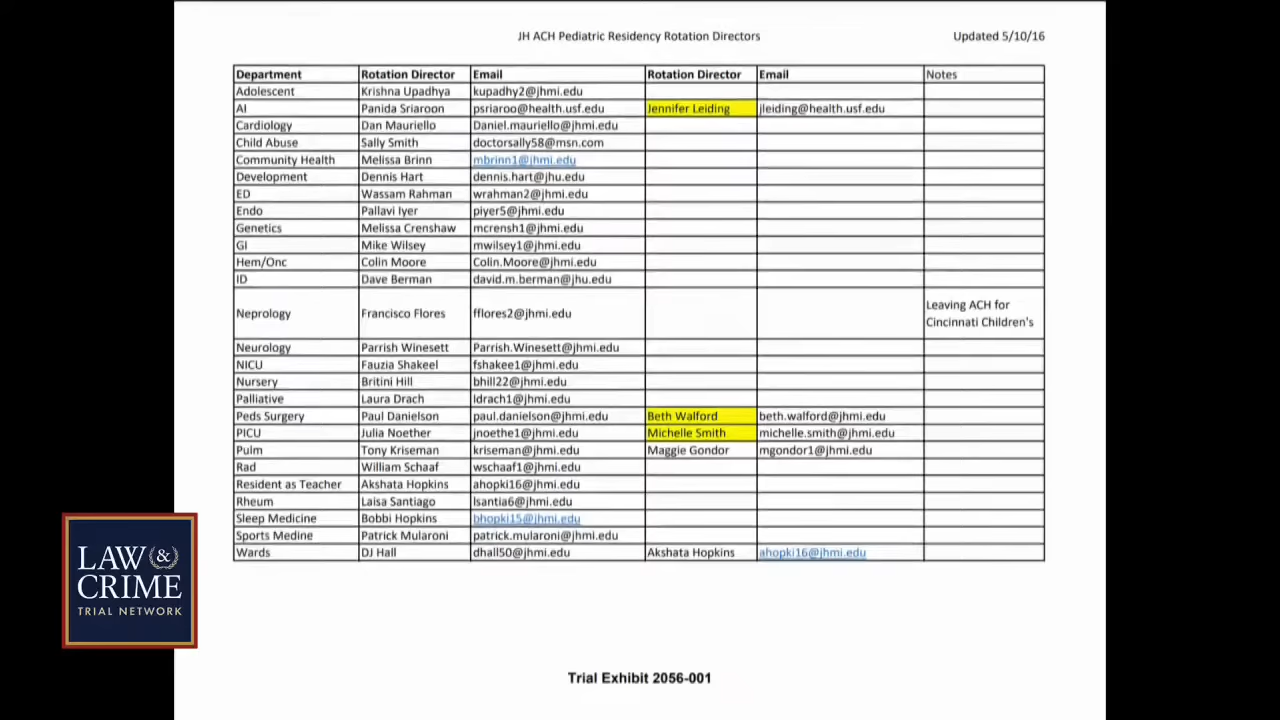 JH ACH Pediatric Residency Rotation Directors Updated 5/10/16
Department Rotation Director Email Rotation Director Email Notes
Adolescent Krishna Upadhya kupadhy2@jhmi.edu
AI Panida Sriaroon psriaroo@health.usf.edu Jennifer Leiding jleiding@health.usf.edu
Cardiology Dan Mauriello Daniel.mauriello@jhmi.edu
Child Abuse Sally Smith doctorsally58@msn.com
Community Health Melissa Brinn mbrinn1@jhmi.edu
Development Dennis Hart dennis.hart@jhu.edu
ED Wassam Rahman wrahman2@jhmi.edu
Endo Pallavi Iyer piyer5@jhmi.edu
Genetics Melissa Crenshaw mcrensh1@jhmi.edu
GI Mike Wilsey mwilsey1@jhmi.edu
Hem/Onc Colin Moore Colin.Moore@jhmi.edu
ID Dave Berman david.m.berman@jhu.edu
Neprology Francisco Flores fflores2@jhmi.edu Leaving ACH for
Cincinnati Children's
Neurology Parrish Winesett Parrish.Winesett@jhmi.edu
NICU Fauzia Shakeel fshakee1@jhmi.edu
Nursery Britini Hill bhill22@jhmi.edu
Palliative Laura Drach ldrach1@jhmi.edu
Peds Surgery Paul Danielson paul.danielson@jhmi.edu Beth Walford beth.walford@jhmi.edu
PICU Julia Noether jnoethe1@jhmi.edu Michelle Smith michelle.smith@jhmi.edu
Pulm Tony Kriseman kriseman@jhmi.edu Maggie Gondor mgondor1@jhmi.edu
Rad William Schaaf wschaaf1@jhmi.edu
Resident as Teacher Akshata Hopkins ahopki16@jhmi.edu
Rheum Laisa Santiago lsantia6@jhmi.edu
Sleep Medicine Bobbi Hopkins bhopki15@jhmi.edu
Sports Medine Patrick Mularoni patrick.mularoni@jhmi.edu
Wards DJ Hall dhall50@jhmi.edu Akshata Hopkins ahopki16@jhmi.edu
LAW &
CRIME
TRIAL NETWORK
Trial Exhibit 2056-001